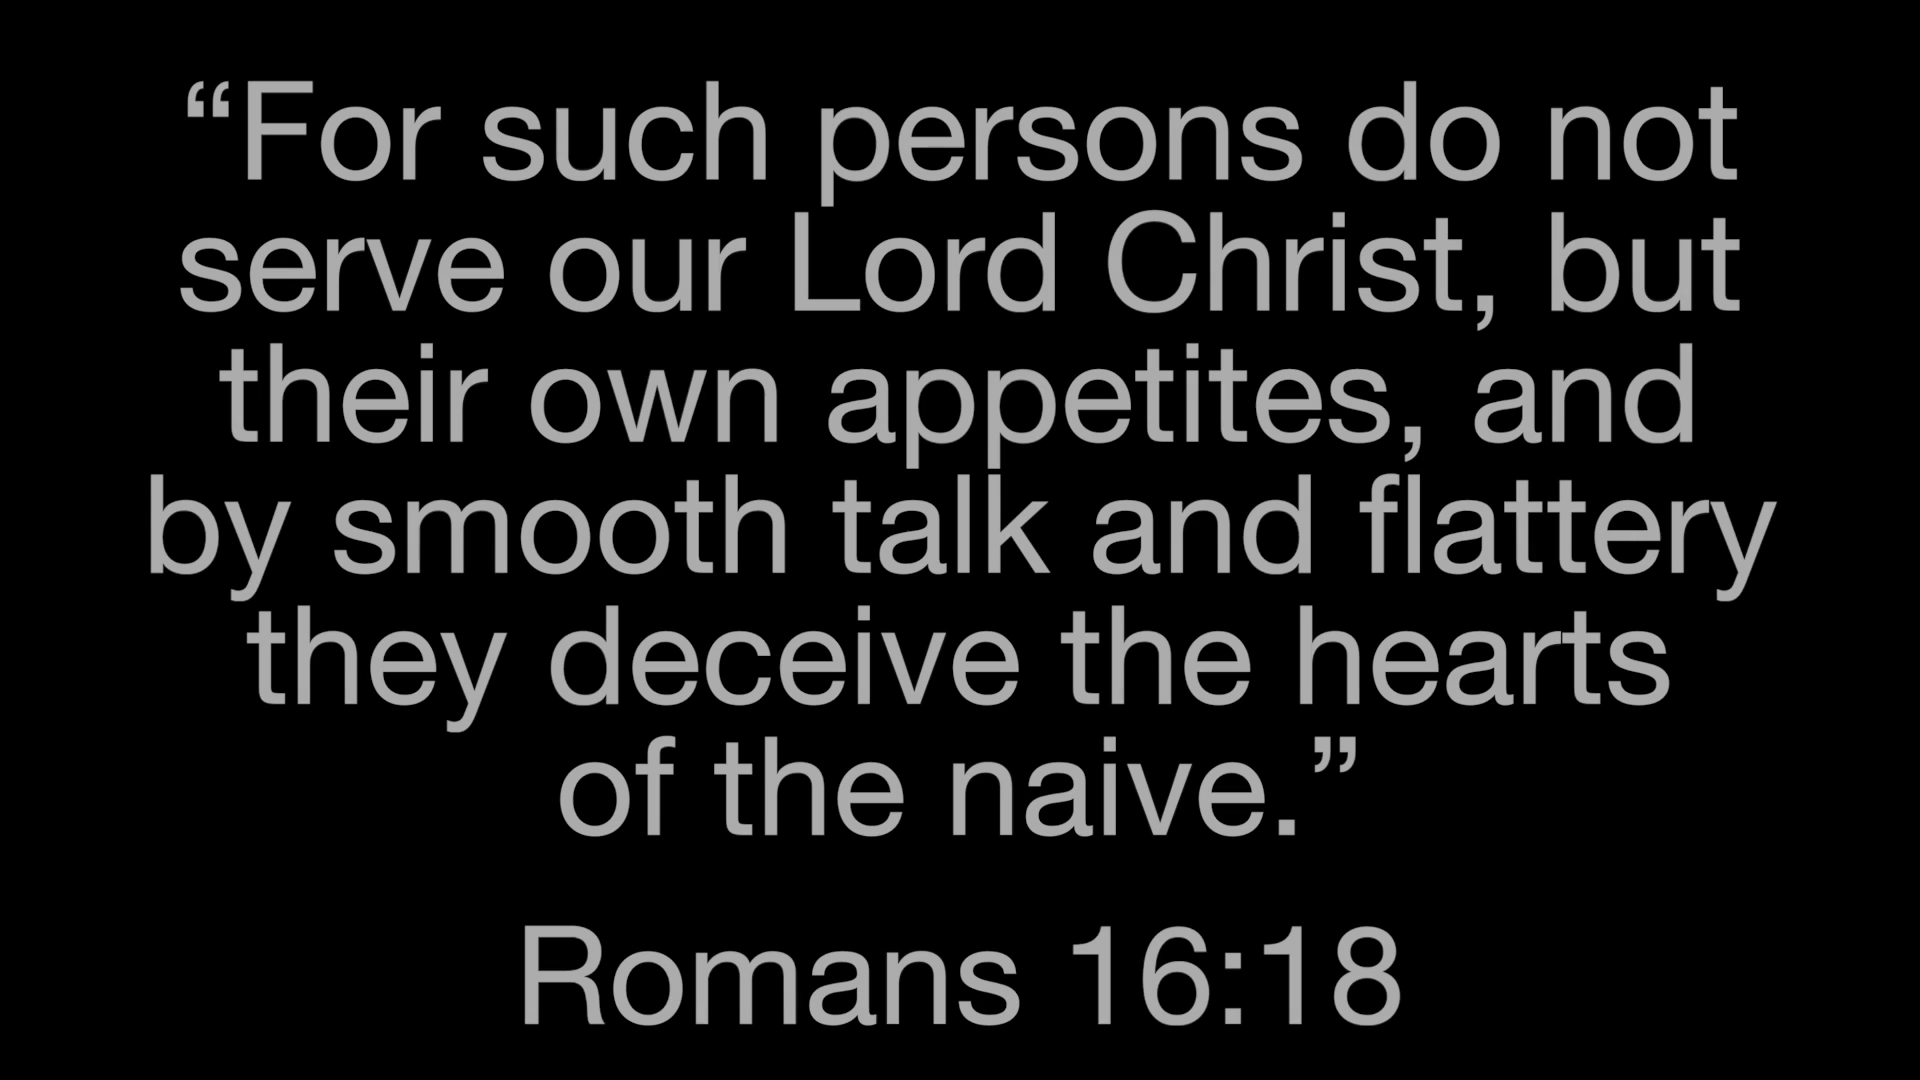 “For such persons do not
serve our Lord Christ, but
their own appetites, and
by smooth talk and flattery
they deceive the hearts
of the naive.”
Romans 16:18